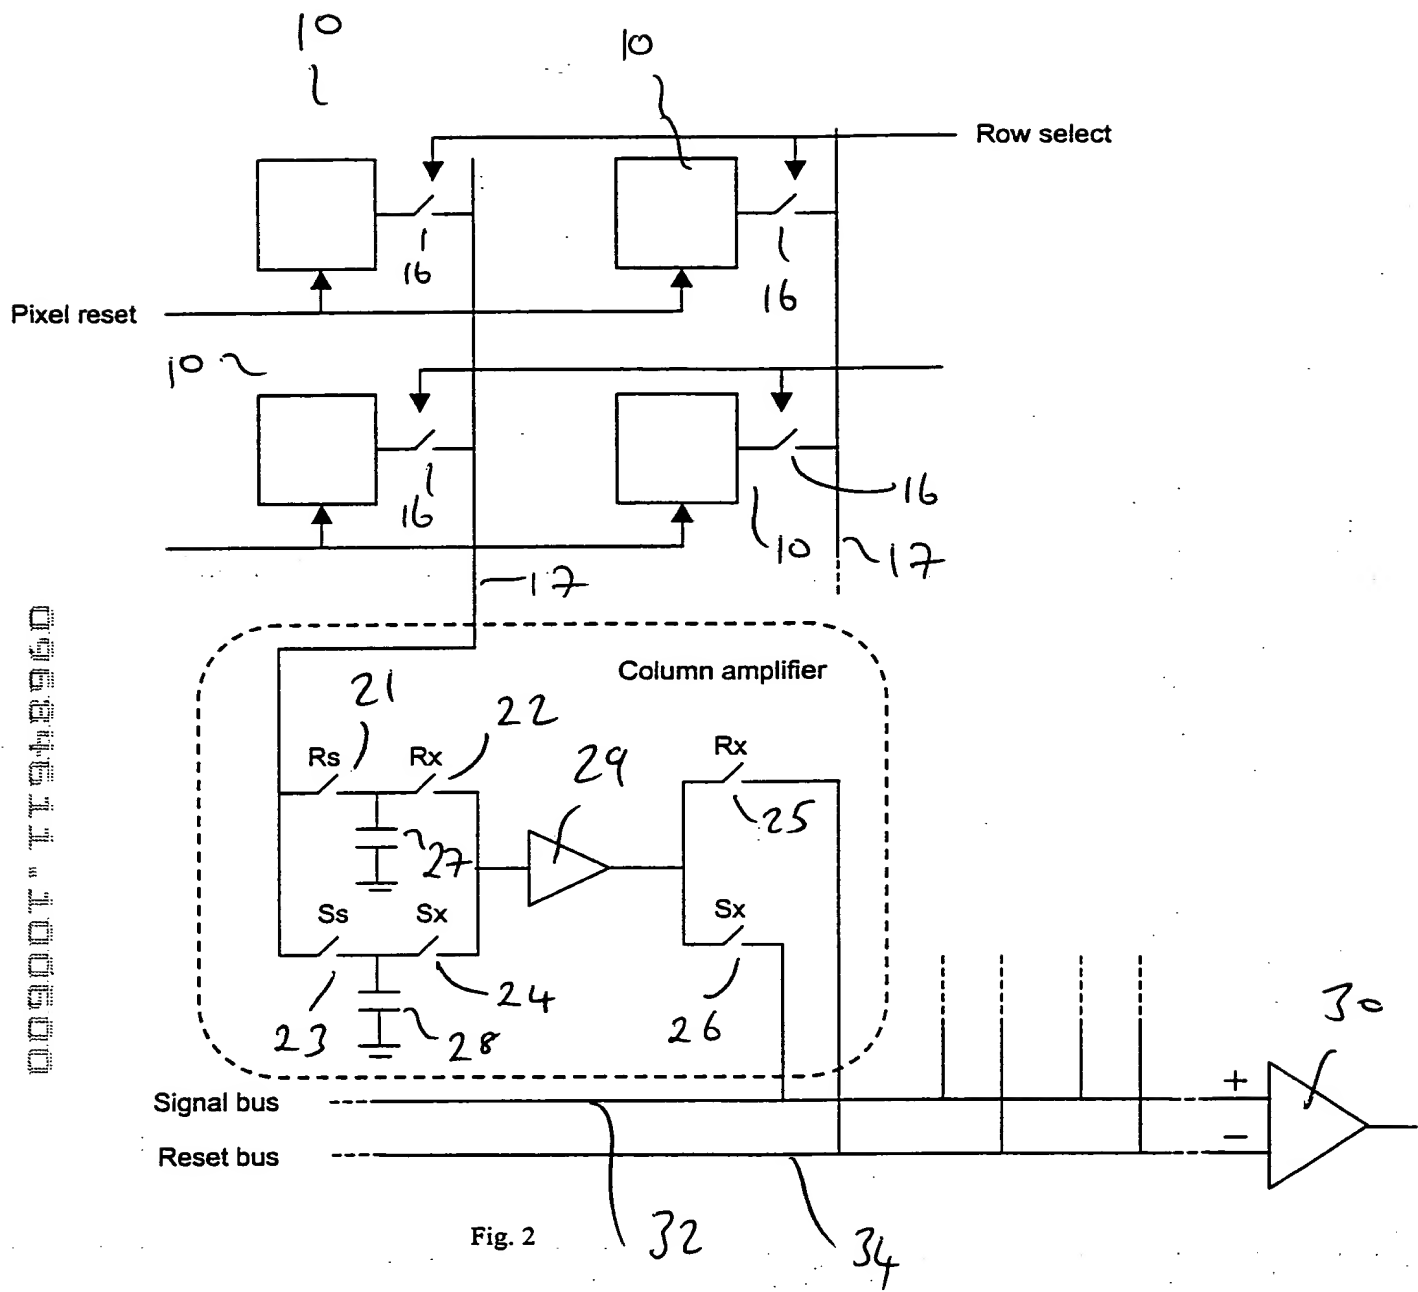 10
10
Row select
16
16
Pixel reset
10
16
16
10
17
17
Column amplifier
21
22
Rs
Rx
29
Rx
25
27
Ss
Sx
Sx
24
23
28
26
30
Signal bus
+
Reset bus
−
32
34
Fig. 2
09684511.100600